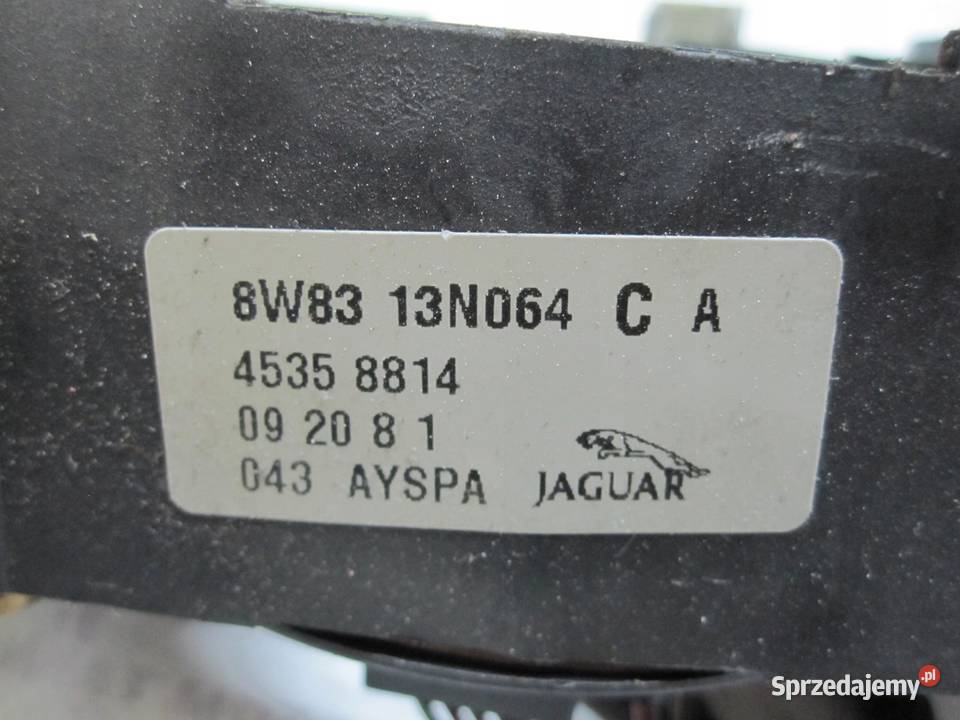 8W83 13N064 C A
4535 8814
09 20 8 1
043 AYSPA JAGUAR
Sprzedajemy.pl